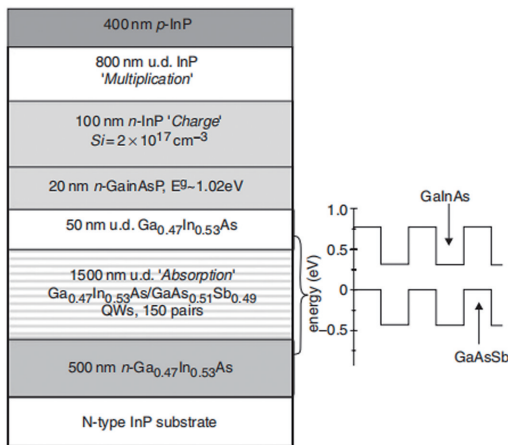 400 nm p-InP
800 nm u.d. InP
'Multiplication'
100 nm n-InP 'Charge'
Si = 2 × 10¹⁷ cm⁻³
20 nm n-GaInAsP, Eᵍ~1.02eV
50 nm u.d. Ga₀.₄₇In₀.₅₃As
1500 nm u.d. 'Absorption'
Ga₀.₄₇In₀.₅₃As/GaAs₀.₅₁Sb₀.₄₉
QWs, 150 pairs
500 nm n-Ga₀.₄₇In₀.₅₃As
N-type InP substrate
GaInAs
1.0
0.5
0
−0.5
energy (eV)
GaAsSb